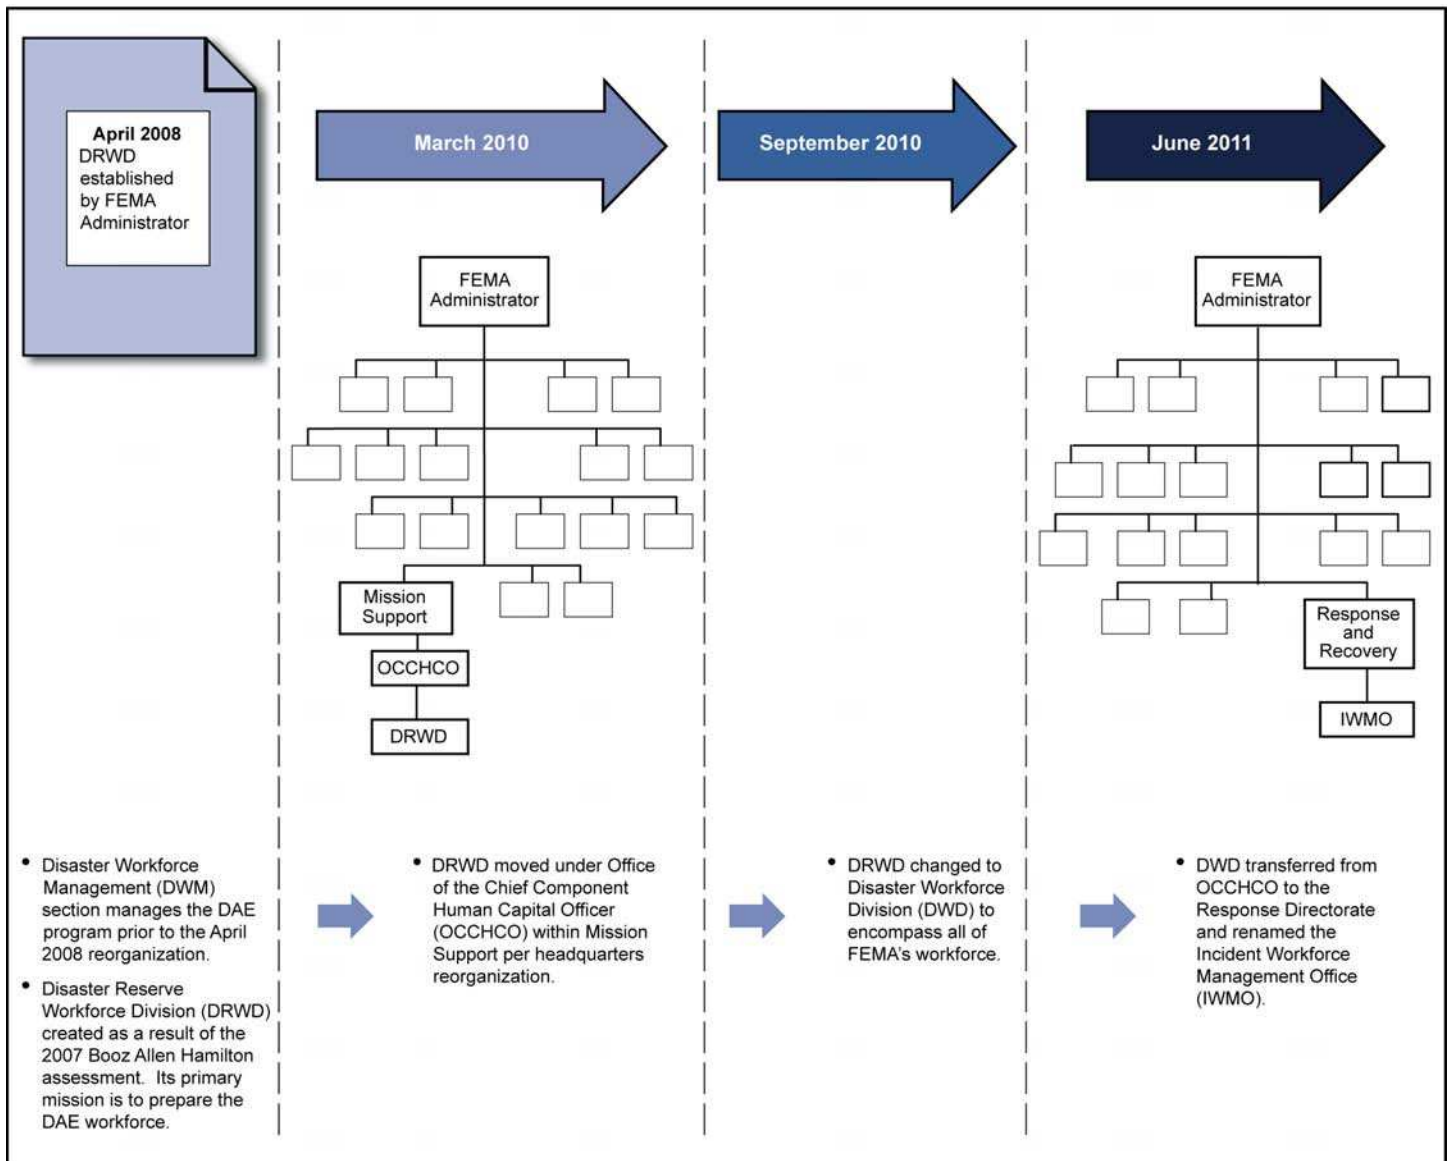 April 2008
DRWD
established
by FEMA
Administrator
March 2010
September 2010
June 2011
FEMA
Administrator
Mission
Support
OCCHCO
DRWD
FEMA
Administrator
Response
and
Recovery
IWMO
• Disaster Workforce
Management (DWM)
section manages the DAE
program prior to the April
2008 reorganization.
• Disaster Reserve
Workforce Division (DRWD)
created as a result of the
2007 Booz Allen Hamilton
assessment. Its primary
mission is to prepare the
DAE workforce.
• DRWD moved under Office
of the Chief Component
Human Capital Officer
(OCCHCO) within Mission
Support per headquarters
reorganization.
• DRWD changed to
Disaster Workforce
Division (DWD) to
encompass all of
FEMA's workforce.
• DWD transferred from
OCCHCO to the
Response Directorate
and renamed the
Incident Workforce
Management Office
(IWMO).